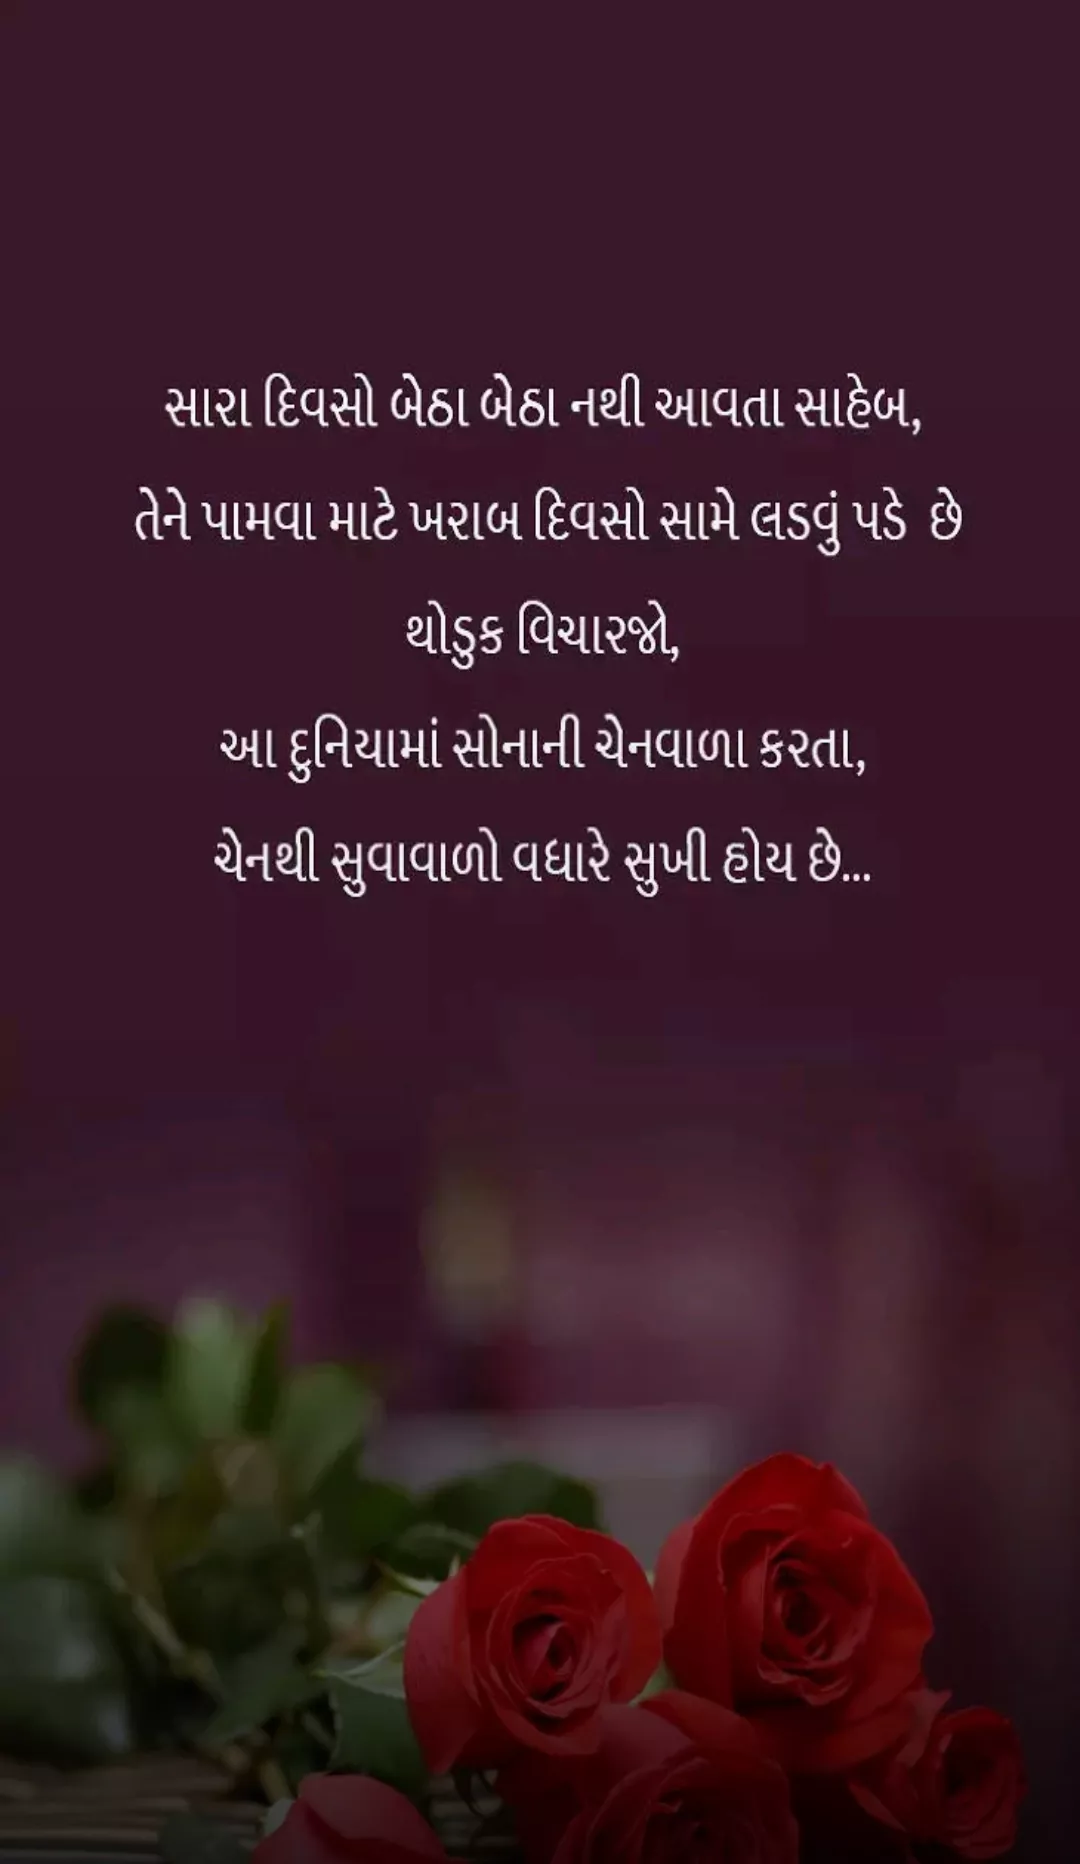 સારા દિવસો બેઠા બેઠા નથી આવતા સાહેબ,
તેને પામવા માટે ખરાબ દિવસો સામે લડવું પડે છે
થોડુક વિચારજો,
આ દુનિયામાં સોનાની ચેનવાળા કરતા,
ચેનથી સુવાવાળો વધારે સુખી હોય છે...